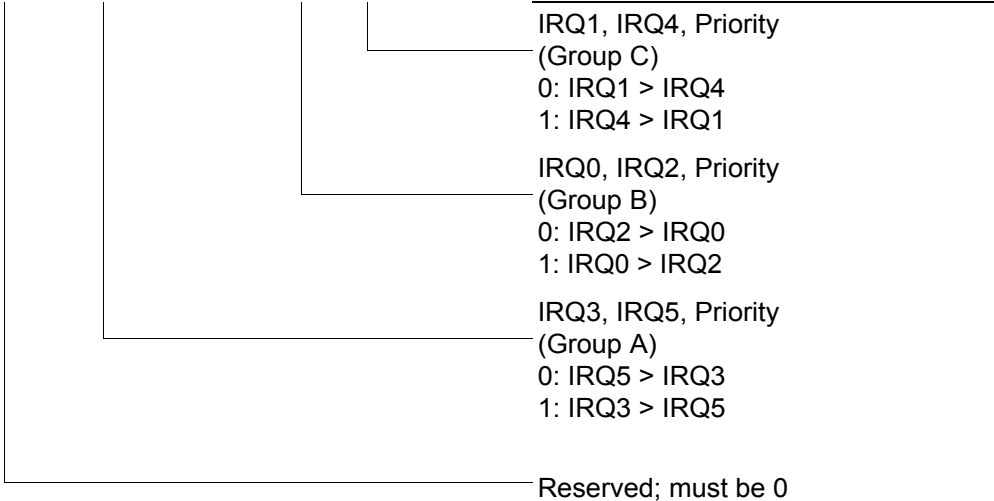 IRQ1, IRQ4, Priority
(Group C)
0: IRQ1 > IRQ4
1: IRQ4 > IRQ1
IRQ0, IRQ2, Priority
(Group B)
0: IRQ2 > IRQ0
1: IRQ0 > IRQ2
IRQ3, IRQ5, Priority
(Group A)
0: IRQ5 > IRQ3
1: IRQ3 > IRQ5
Reserved; must be 0